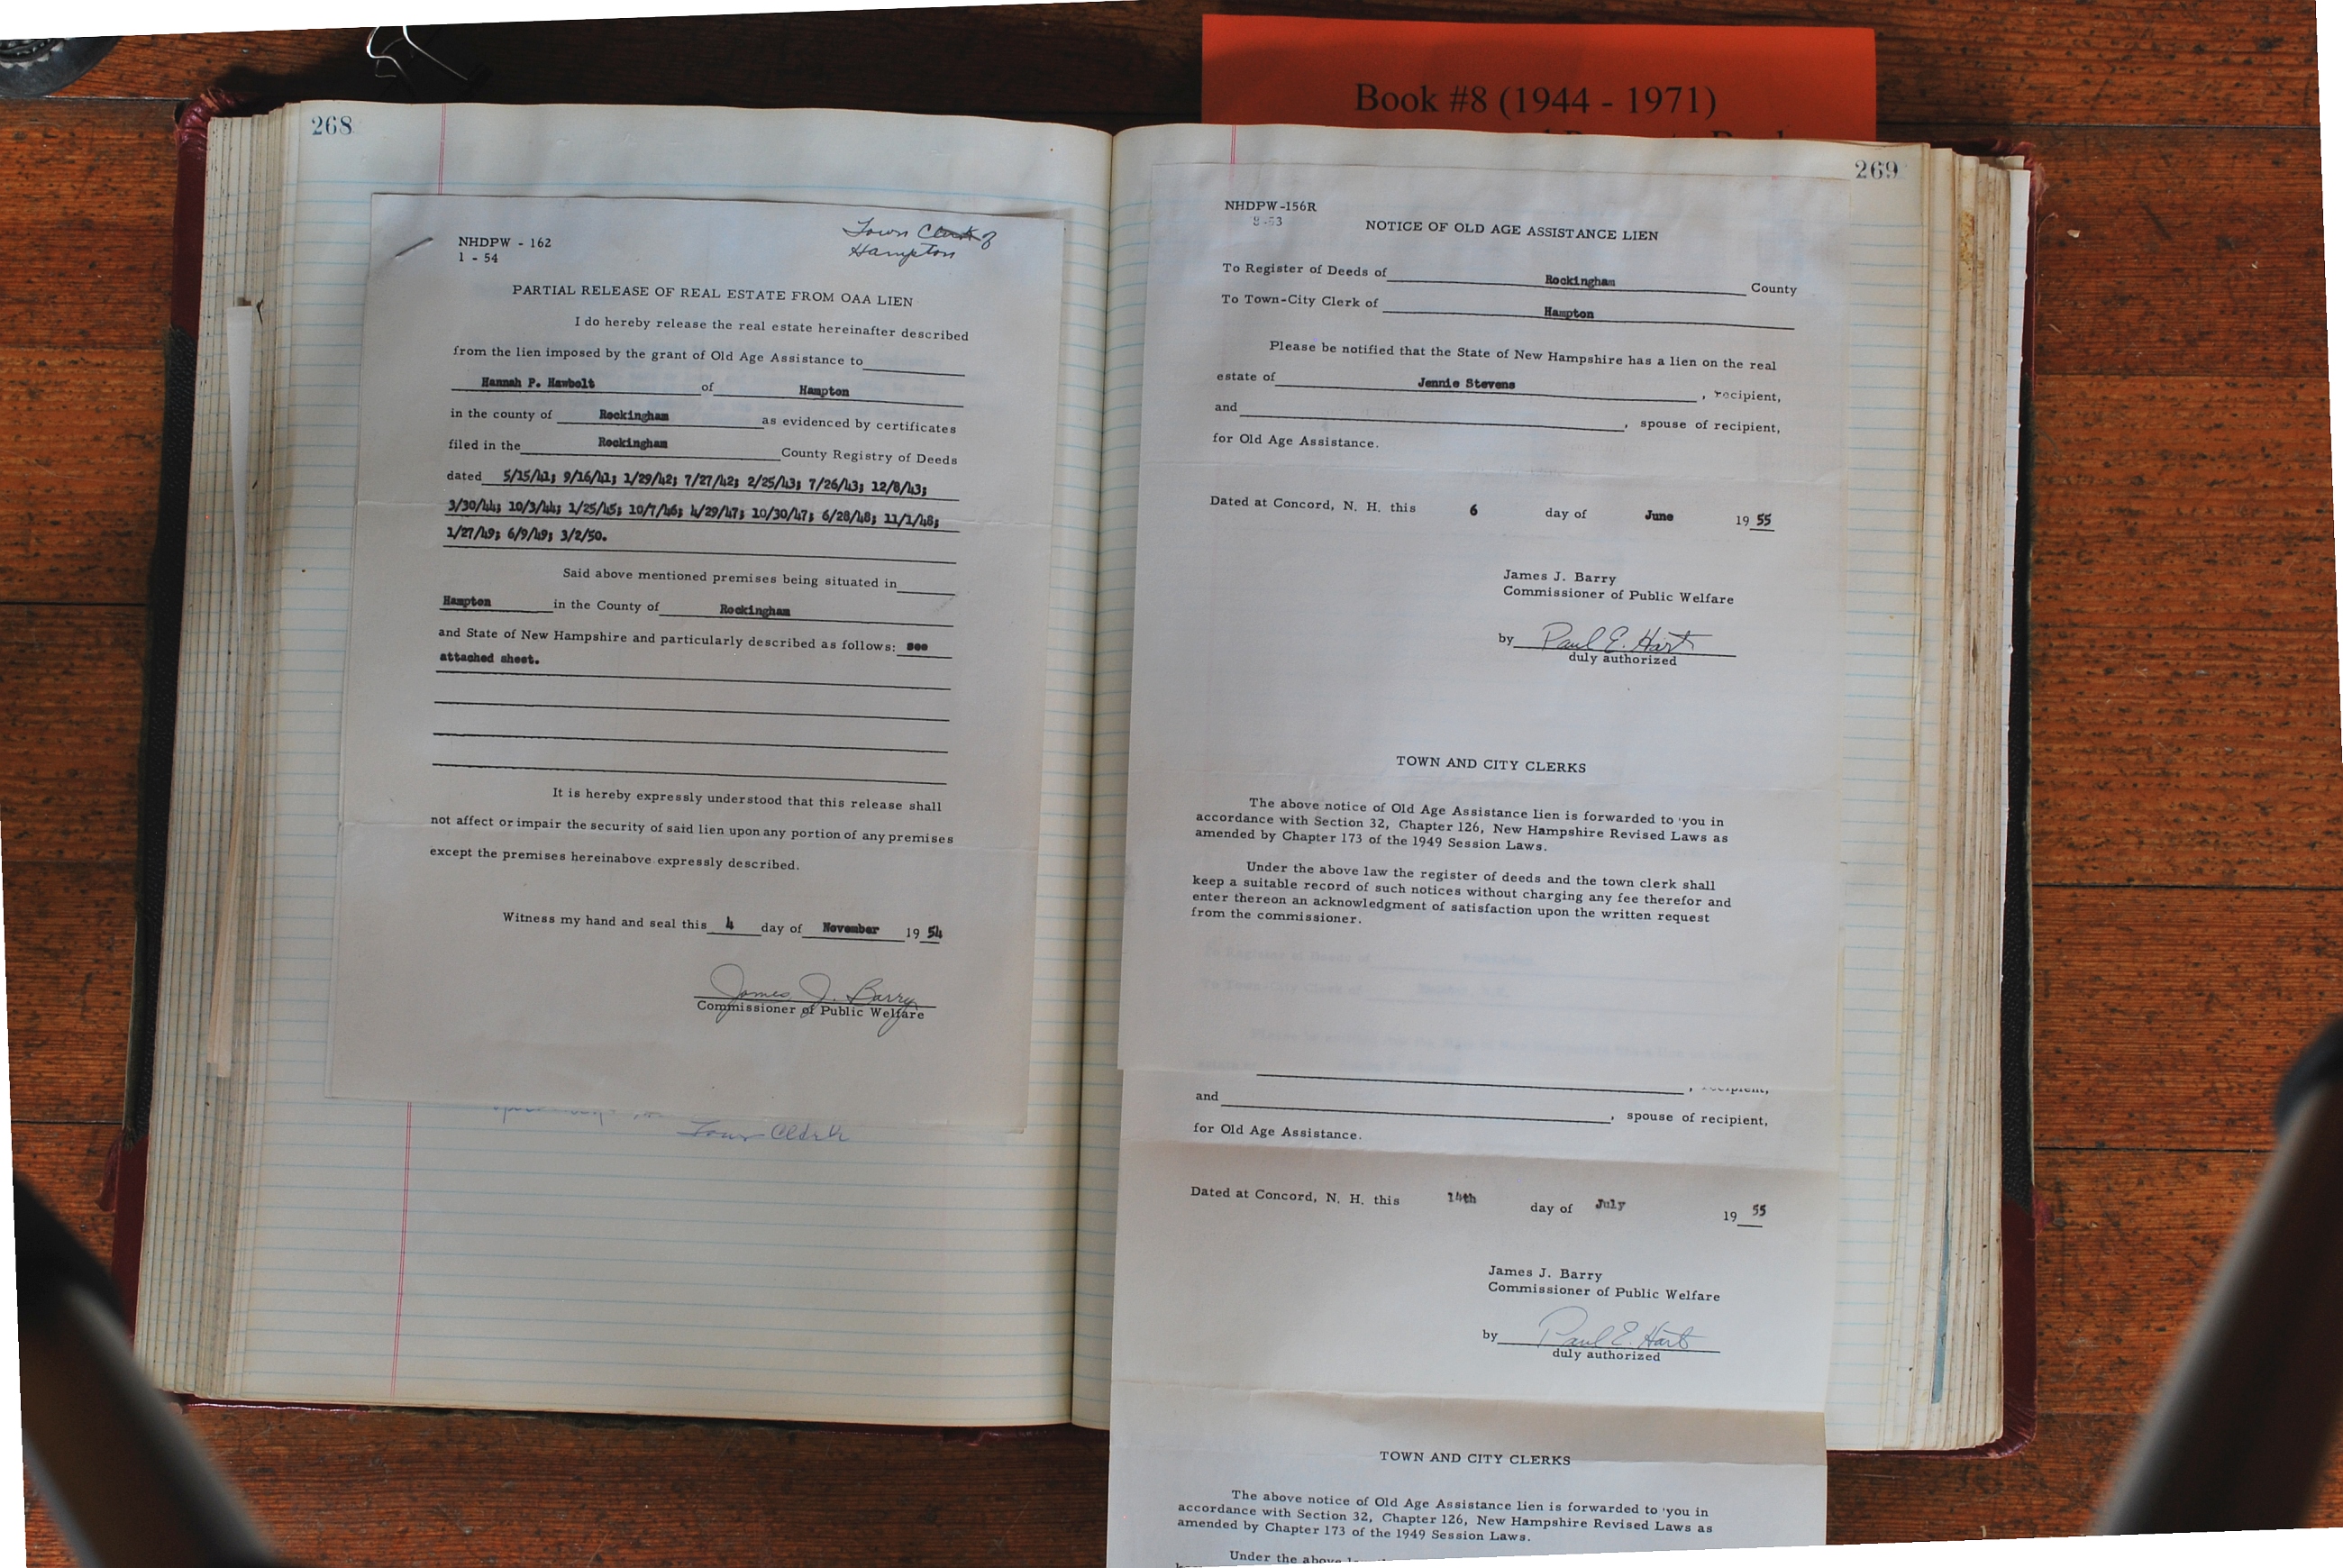 Book #8 (1944 - 1971)
268
NHDPW - 162
1 - 54
Town Clerk of
Hampton
PARTIAL RELEASE OF REAL ESTATE FROM OAA LIEN
I do hereby release the real estate hereinafter described
from the lien imposed by the grant of Old Age Assistance to
Hannah P. Hawbolt of Hampton
in the county of Rockingham as evidenced by certificates
filed in the Rockingham County Registry of Deeds
dated 5/15/41; 9/16/41; 1/29/42; 7/27/42; 2/25/43; 7/26/43; 12/8/43;
3/30/44; 10/3/44; 1/25/45; 10/7/46; 4/29/47; 10/30/47; 6/28/48; 11/1/48;
1/27/49; 6/9/49; 3/2/50.
Said above mentioned premises being situated in
Hampton in the County of Rockingham
and State of New Hampshire and particularly described as follows: see
attached sheet.
It is hereby expressly understood that this release shall
not affect or impair the security of said lien upon any portion of any premises
except the premises hereinabove expressly described.
Witness my hand and seal this 4 day of November 19 54
James J. Barry
Commissioner of Public Welfare
Town Clerk
269
NHDPW-156R
8-53
NOTICE OF OLD AGE ASSISTANCE LIEN
To Register of Deeds of Rockingham County
To Town-City Clerk of Hampton
Please be notified that the State of New Hampshire has a lien on the real
estate of Jennie Stevens, recipient,
and , spouse of recipient,
for Old Age Assistance.
Dated at Concord, N. H. this 6 day of June 19 55
James J. Barry
Commissioner of Public Welfare
by Paul E. Hart
duly authorized
TOWN AND CITY CLERKS
The above notice of Old Age Assistance lien is forwarded to you in
accordance with Section 32, Chapter 126, New Hampshire Revised Laws as
amended by Chapter 173 of the 1949 Session Laws.
Under the above law the register of deeds and the town clerk shall
keep a suitable record of such notices without charging any fee therefor and
enter thereon an acknowledgment of satisfaction upon the written request
from the commissioner.
, recipient,
and , spouse of recipient,
for Old Age Assistance.
Dated at Concord, N. H. this 14th day of July 19 55
James J. Barry
Commissioner of Public Welfare
by Paul E. Hart
duly authorized
TOWN AND CITY CLERKS
The above notice of Old Age Assistance lien is forwarded to you in
accordance with Section 32, Chapter 126, New Hampshire Revised Laws as
amended by Chapter 173 of the 1949 Session Laws.
Under the above